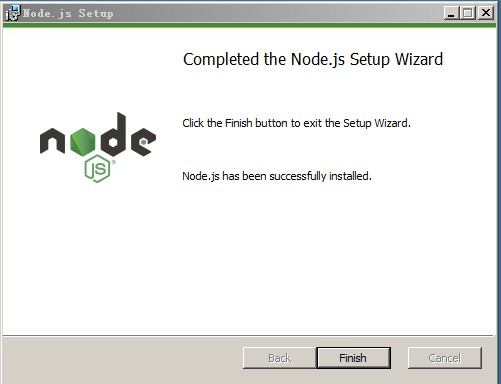 Node.js Setup
Completed the Node.js Setup Wizard
Click the Finish button to exit the Setup Wizard.
node
JS
Node.js has been successfully installed.
Back
Finish
Cancel